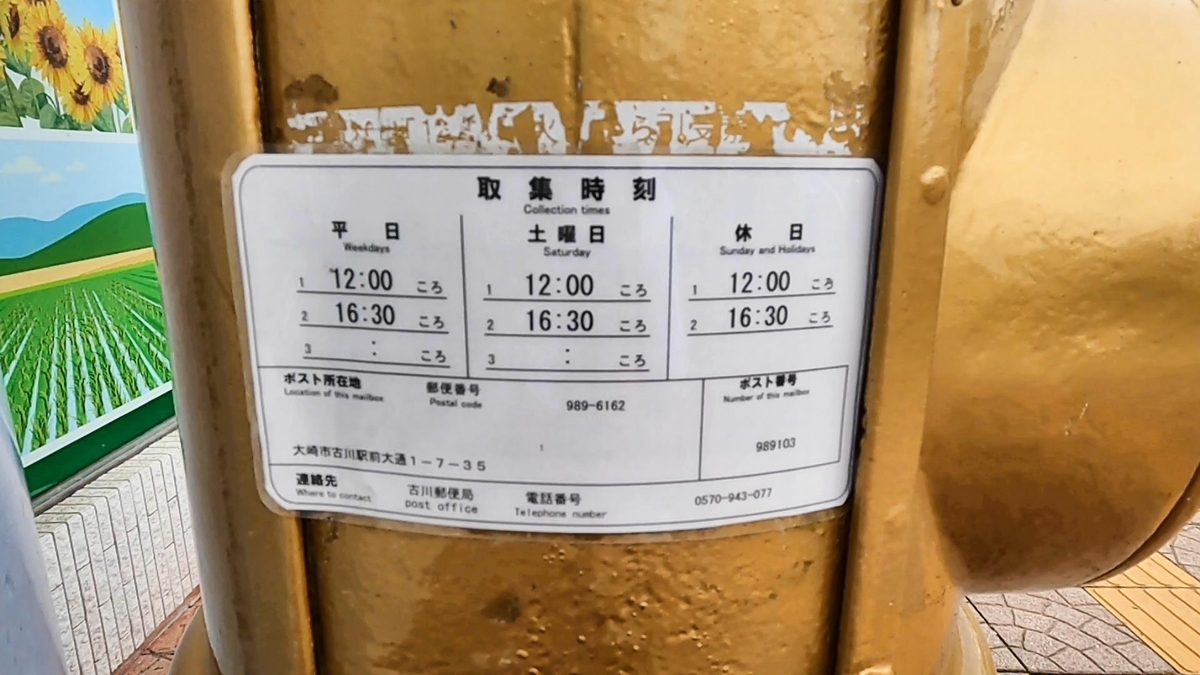 取集時刻
Collection times
平日
Weekdays
1 12:00 ころ
2 16:30 ころ
3 : ころ
土曜日
Saturday
1 12:00 ころ
2 16:30 ころ
3 : ころ
休日
Sunday and Holidays
1 12:00 ころ
2 16:30 ころ
ポスト所在地
Location of this mailbox
郵便番号
Postal code
989-6162
大崎市古川駅前大通1-7-35
ポスト番号
Number of this mailbox
989103
連絡先
Where to contact
古川郵便局
post office
電話番号
Telephone number
0570-943-077